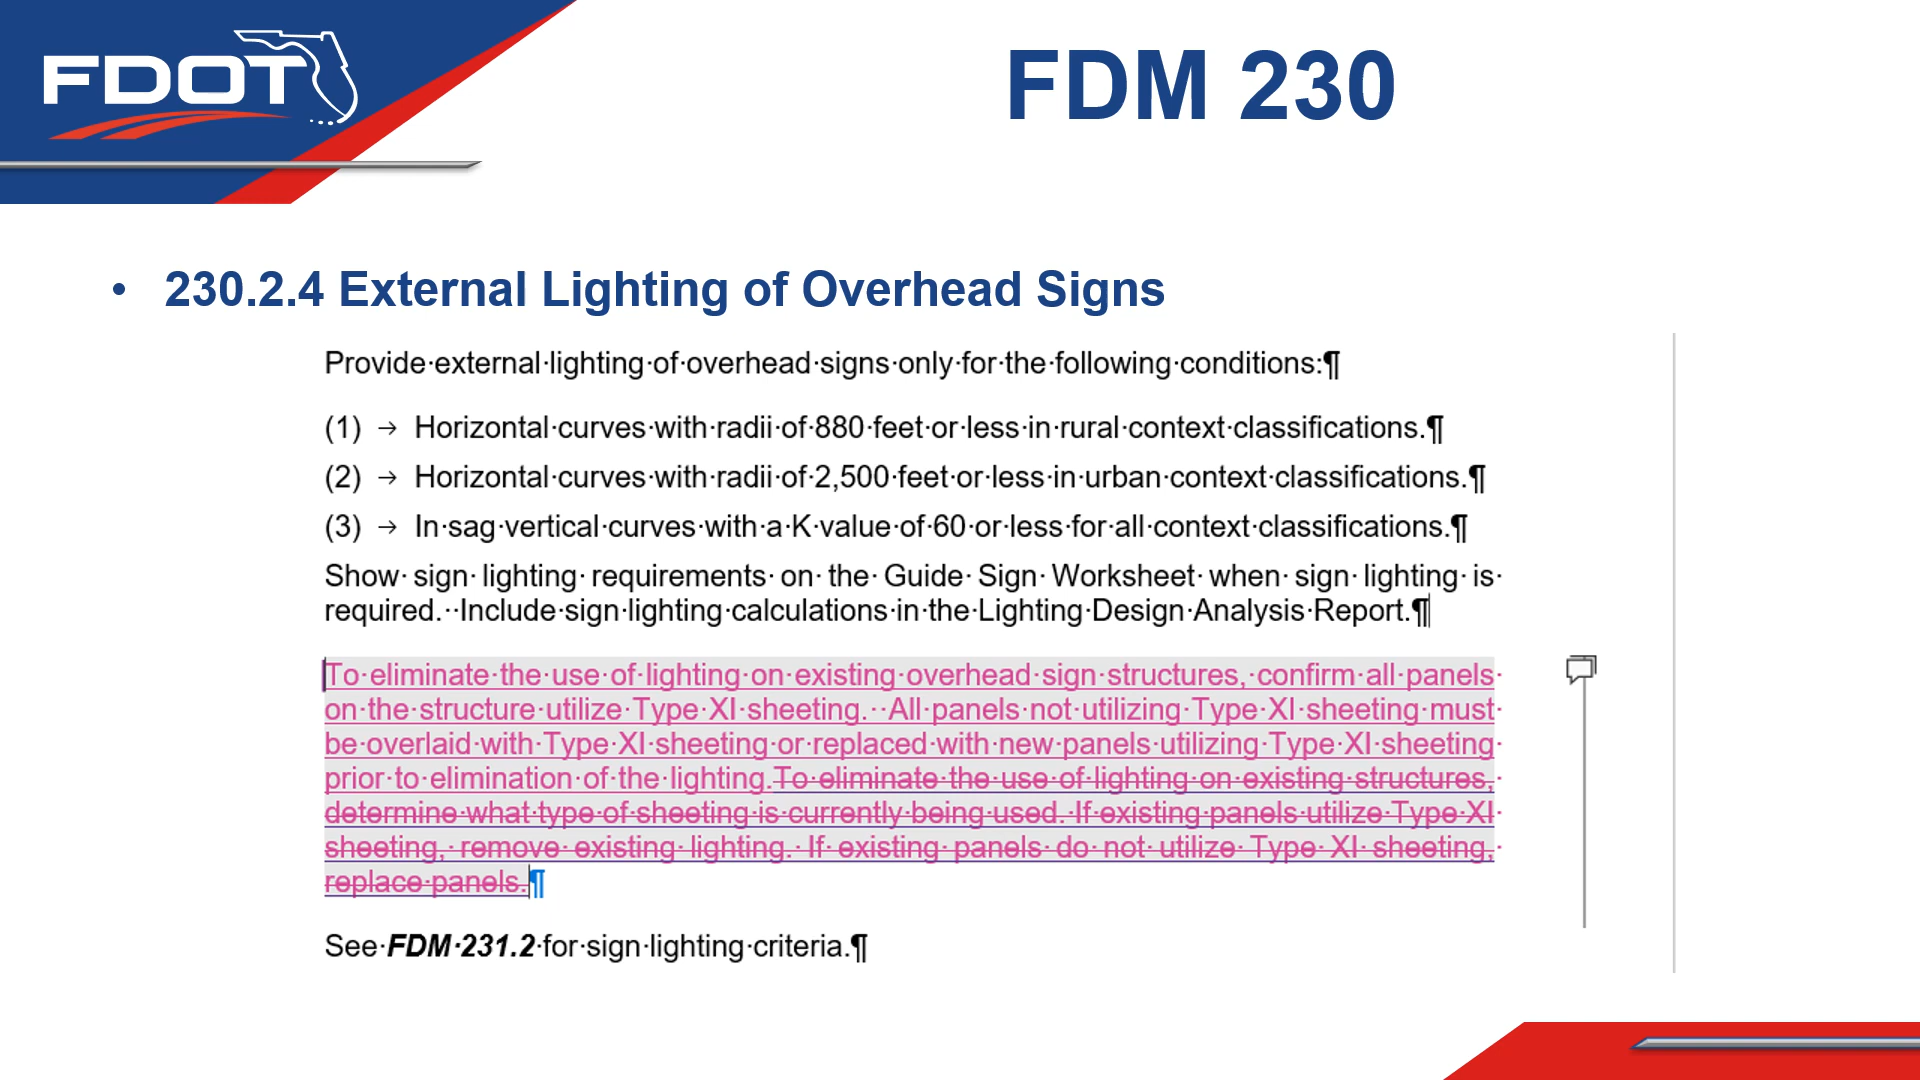 FDOT
FDM 230
• 230.2.4 External Lighting of Overhead Signs
Provide·external·lighting·of·overhead·signs·only·for·the·following·conditions:¶
(1) → Horizontal·curves·with·radii·of·880·feet·or·less·in·rural·context·classifications.¶
(2) → Horizontal·curves·with·radii·of·2,500·feet·or·less·in·urban·context·classifications.¶
(3) → In·sag·vertical·curves·with·a·K·value·of·60·or·less·for·all·context·classifications.¶
Show· sign· lighting· requirements· on· the· Guide· Sign· Worksheet· when· sign· lighting· is·
required.··Include·sign·lighting·calculations·in·the·Lighting·Design·Analysis·Report.¶
To·eliminate·the·use·of·lighting·on·existing·overhead·sign·structures,·confirm·all·panels·
on·the·structure·utilize·Type·XI·sheeting.··All·panels·not·utilizing·Type·XI·sheeting·must·
be·overlaid·with·Type·XI·sheeting·or·replaced·with·new·panels·utilizing·Type·XI·sheeting·
prior·to·elimination·of·the·lighting.To·eliminate·the·use·of·lighting·on·existing·structures,·
determine·what·type·of·sheeting·is·currently·being·used.·If·existing·panels·utilize·Type·XI·
sheeting,· remove· existing· lighting.· If· existing· panels· do· not· utilize· Type· XI· sheeting,·
replace·panels.¶
See·FDM·231.2·for·sign·lighting·criteria.¶